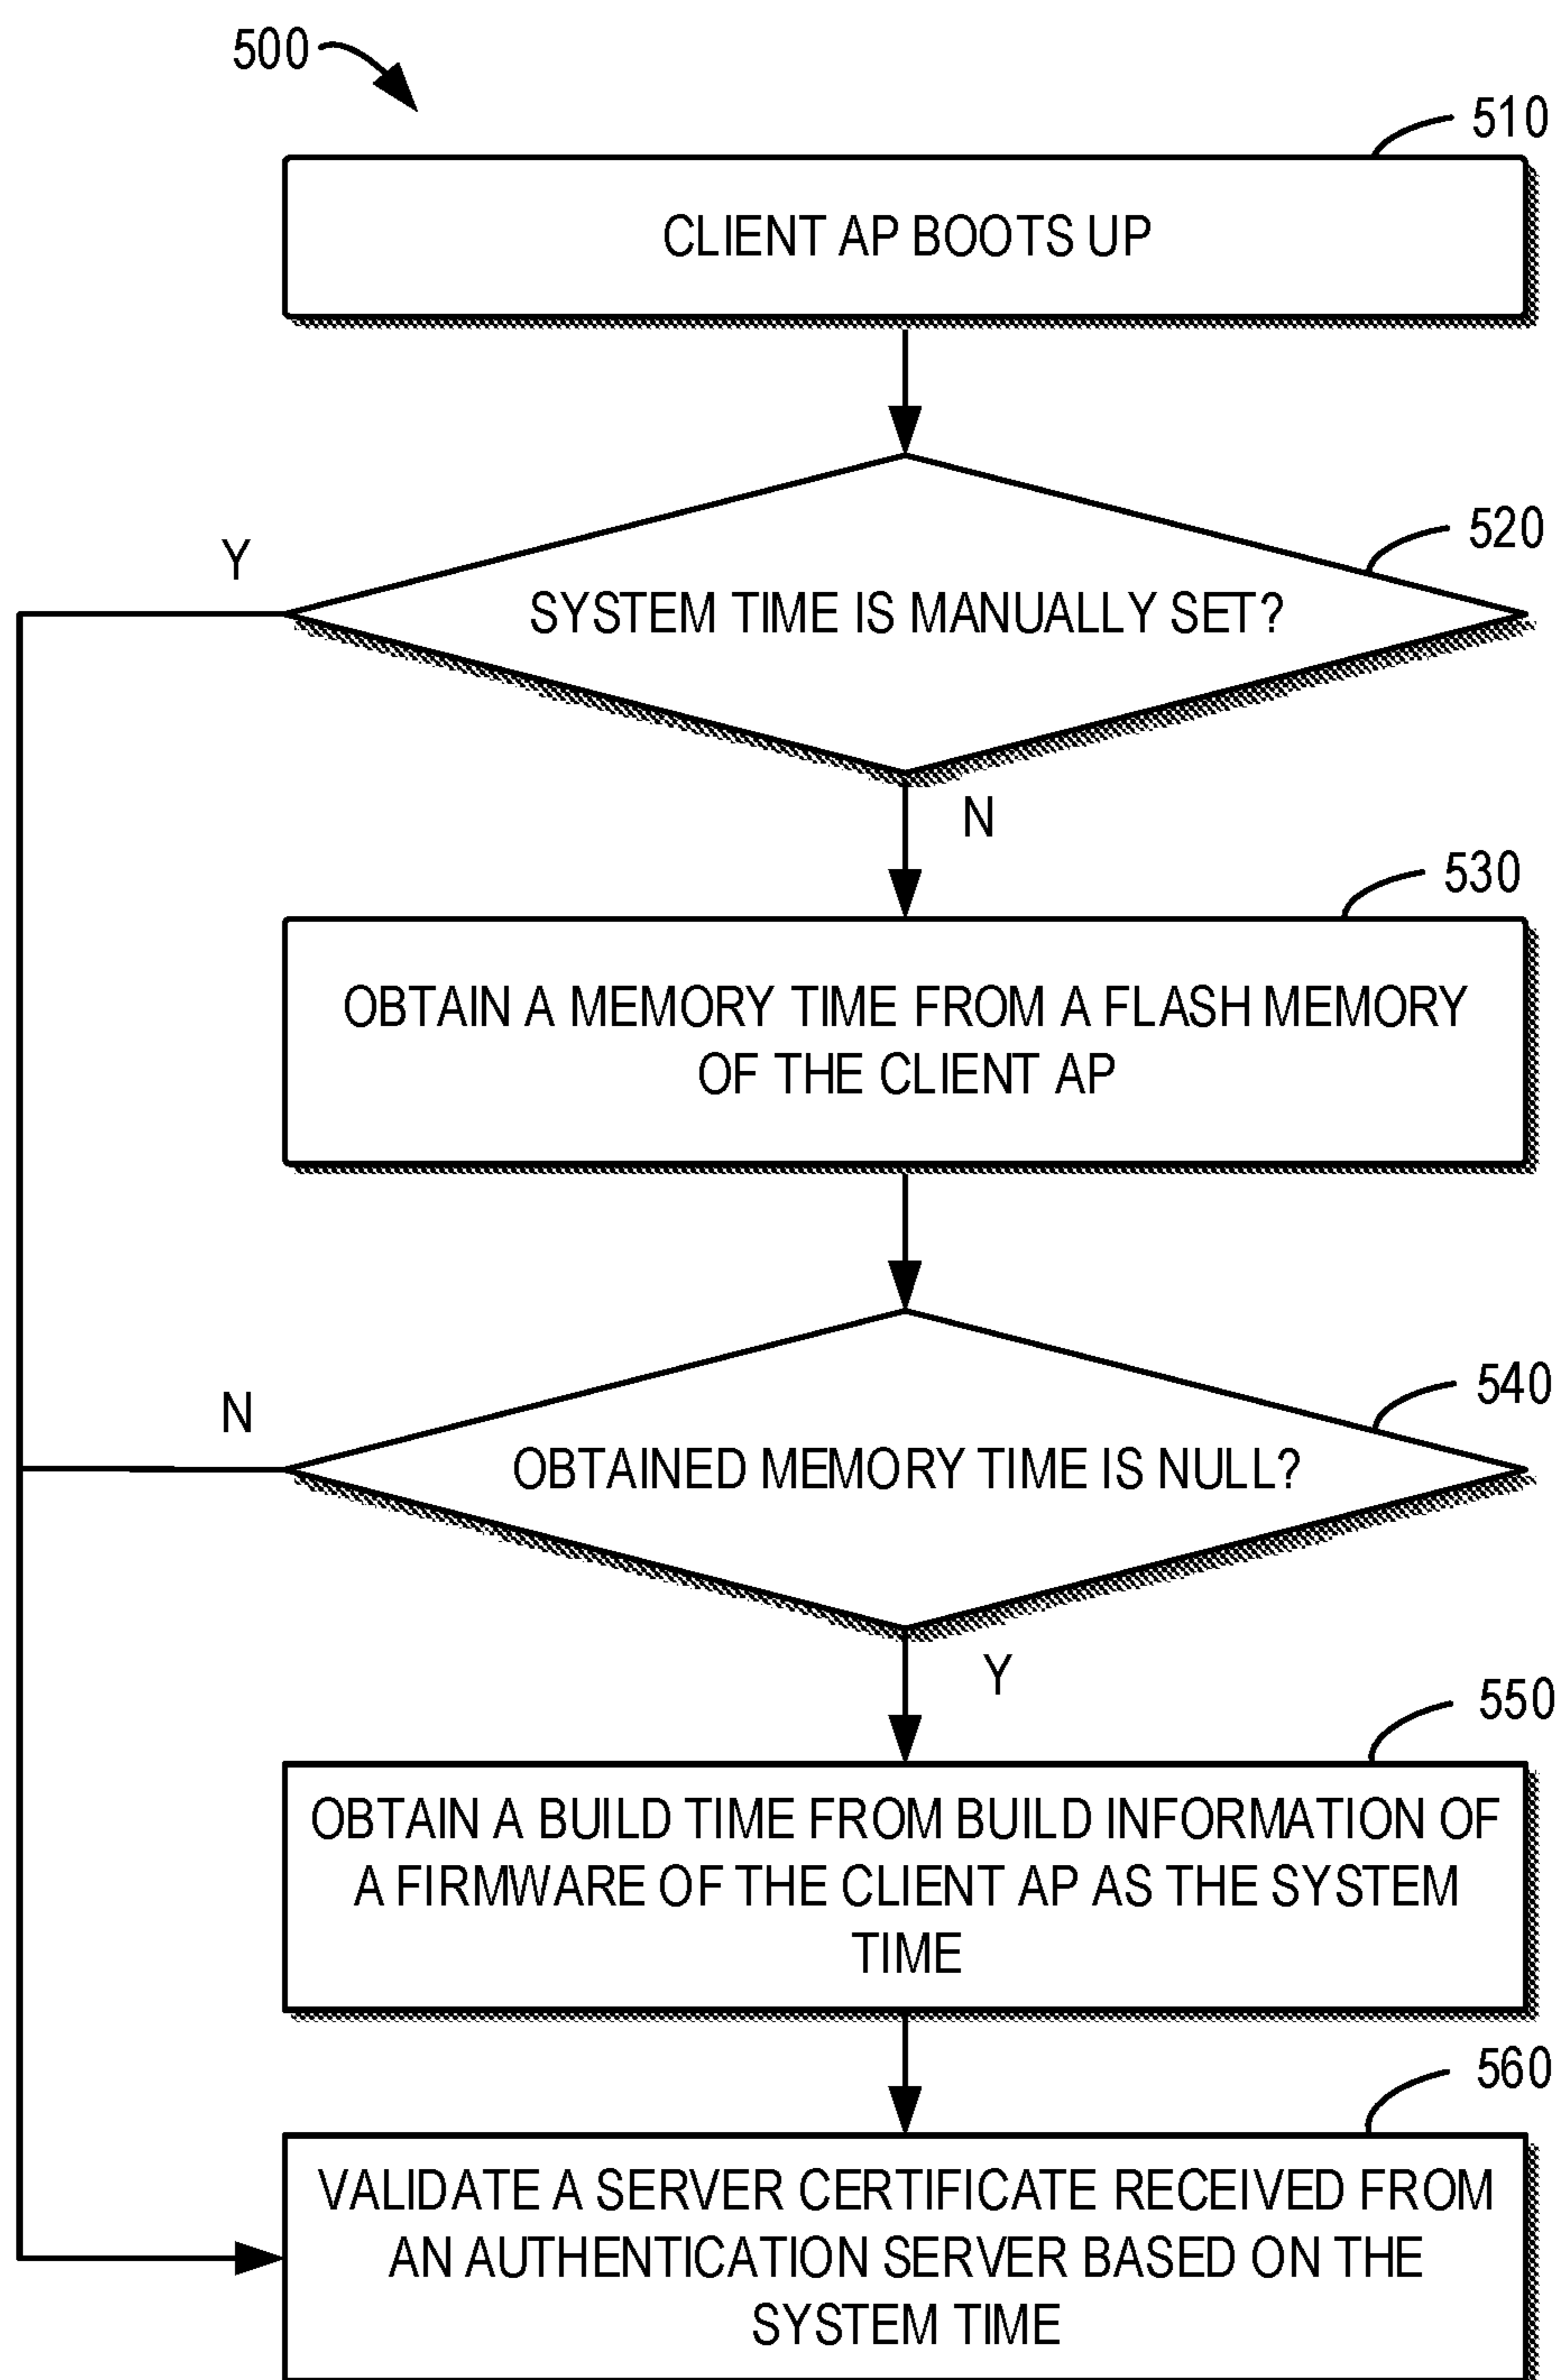 500
510
CLIENT AP BOOTS UP
520
Y
SYSTEM TIME IS MANUALLY SET?
N
530
OBTAIN A MEMORY TIME FROM A FLASH MEMORY
OF THE CLIENT AP
540
N
OBTAINED MEMORY TIME IS NULL?
Y
550
OBTAIN A BUILD TIME FROM BUILD INFORMATION OF
A FIRMWARE OF THE CLIENT AP AS THE SYSTEM
TIME
560
VALIDATE A SERVER CERTIFICATE RECEIVED FROM
AN AUTHENTICATION SERVER BASED ON THE
SYSTEM TIME